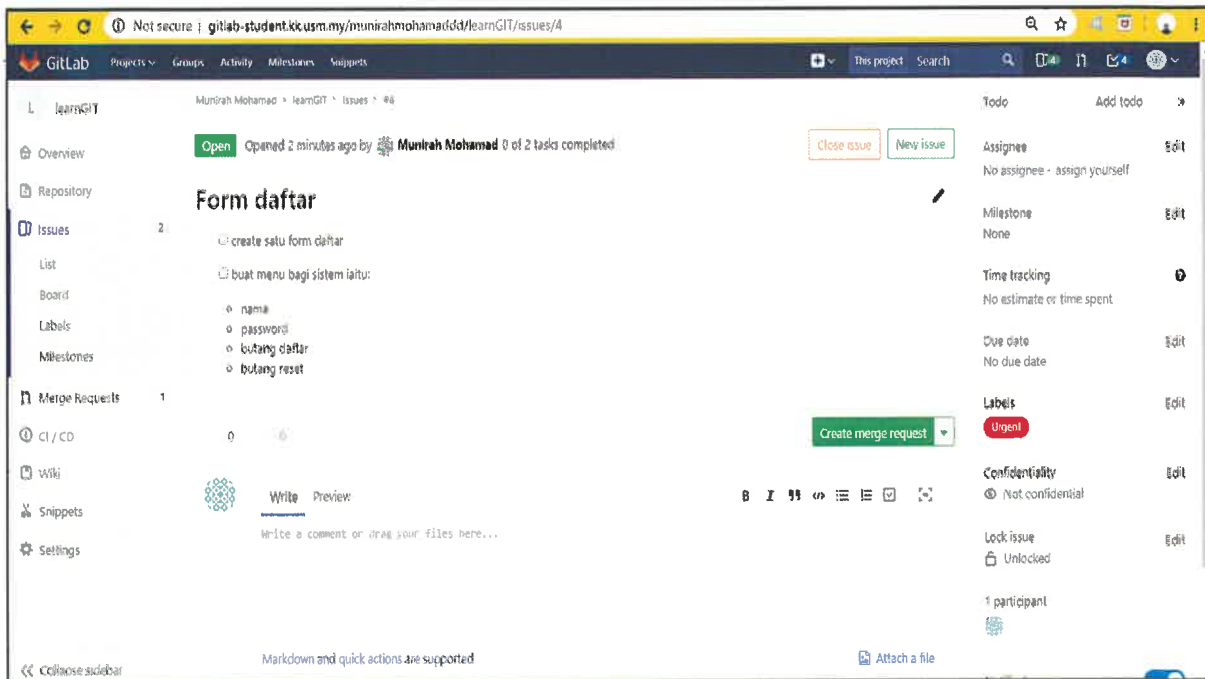 Not secure | gitlab-student.kk.usm.my/munirahmohamaddd/learnGIT/issues/4
GitLab Projects Groups Activity Milestones Snippets This project Search 4 4
L learnGIT
Overview
Repository
Issues 2
List
Board
Labels
Milestones
Merge Requests 1
CI / CD
Wiki
Snippets
Settings
Collapse sidebar
Munirah Mohamad > learnGIT > Issues > #4
Open Opened 2 minutes ago by Munirah Mohamad 0 of 2 tasks completed
Close issue New issue
Form daftar
create satu form daftar
buat menu bagi sistem iaitu:
nama
password
butang daftar
butang reset
0 0
Create merge request
Write Preview
Write a comment or drag your files here...
Markdown and quick actions are supported
Attach a file
Todo Add todo
Assignee Edit
No assignee - assign yourself
Milestone Edit
None
Time tracking
No estimate or time spent
Due date Edit
No due date
Labels Edit
Urgent
Confidentiality Edit
Not confidential
Lock issue Edit
Unlocked
1 participant